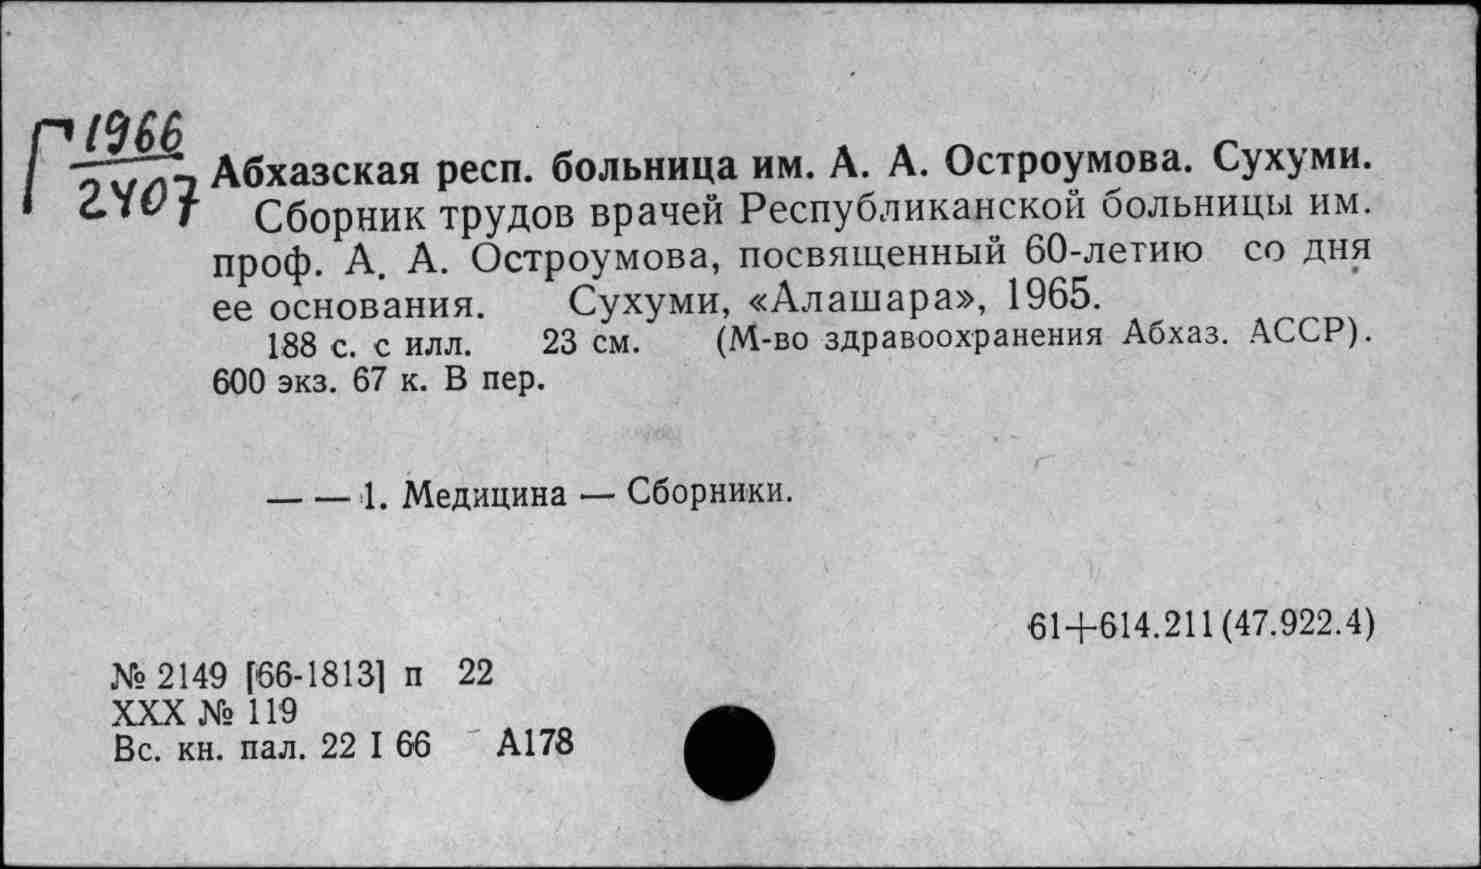 Г 1966
2407
Абхазская респ. больница им. А. А. Остроумова. Сухуми.
Сборник трудов врачей Республиканской больницы им.
проф. А. А. Остроумова, посвященный 60-летию со дня
ее основания. Сухуми, «Алашара», 1965.
188 с. с илл. 23 см. (М-во здравоохранения Абхаз. АССР).
600 экз. 67 к. В пер.
— — 1. Медицина — Сборники.
61+614.211(47.922.4)
№ 2149 [66-1813] п 22
XXX № 119
Вс. кн. пал. 22 I 66 А178